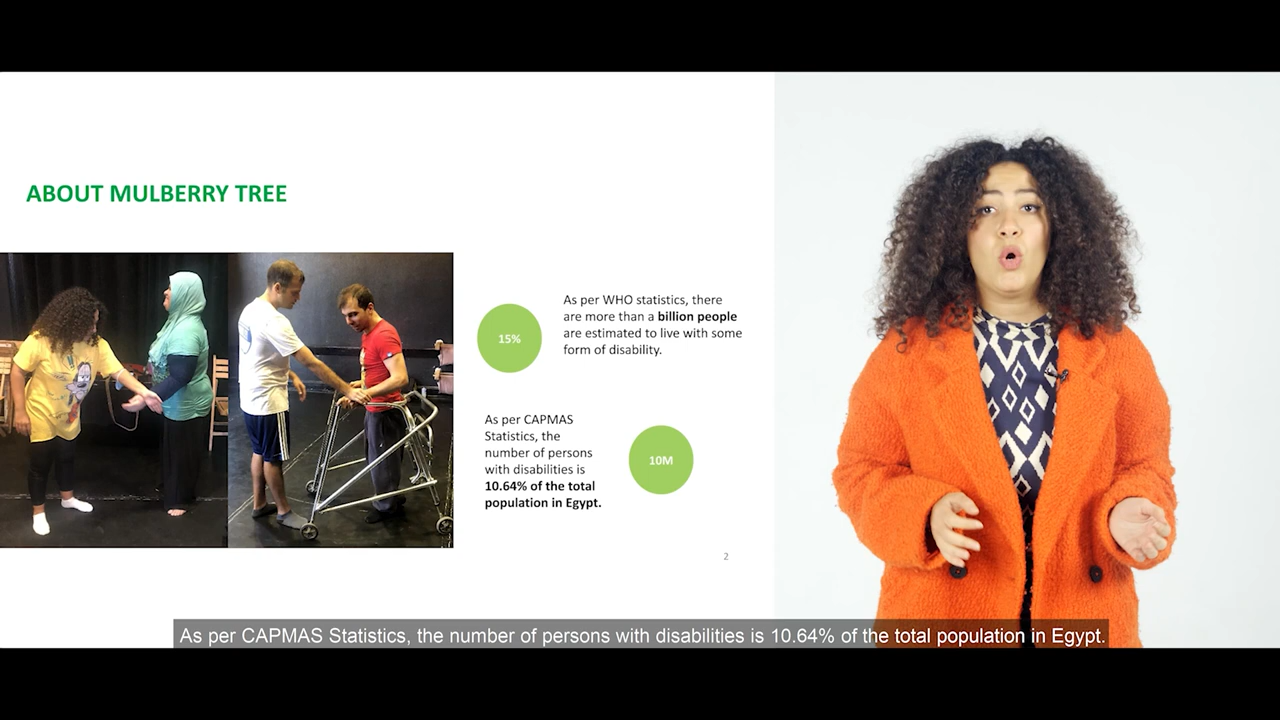 ABOUT MULBERRY TREE
15%
As per WHO statistics, there
are more than a billion people
are estimated to live with some
form of disability.
As per CAPMAS
Statistics, the
number of persons
with disabilities is
10.64% of the total
population in Egypt.
10M
2
As per CAPMAS Statistics, the number of persons with disabilities is 10.64% of the total population in Egypt.